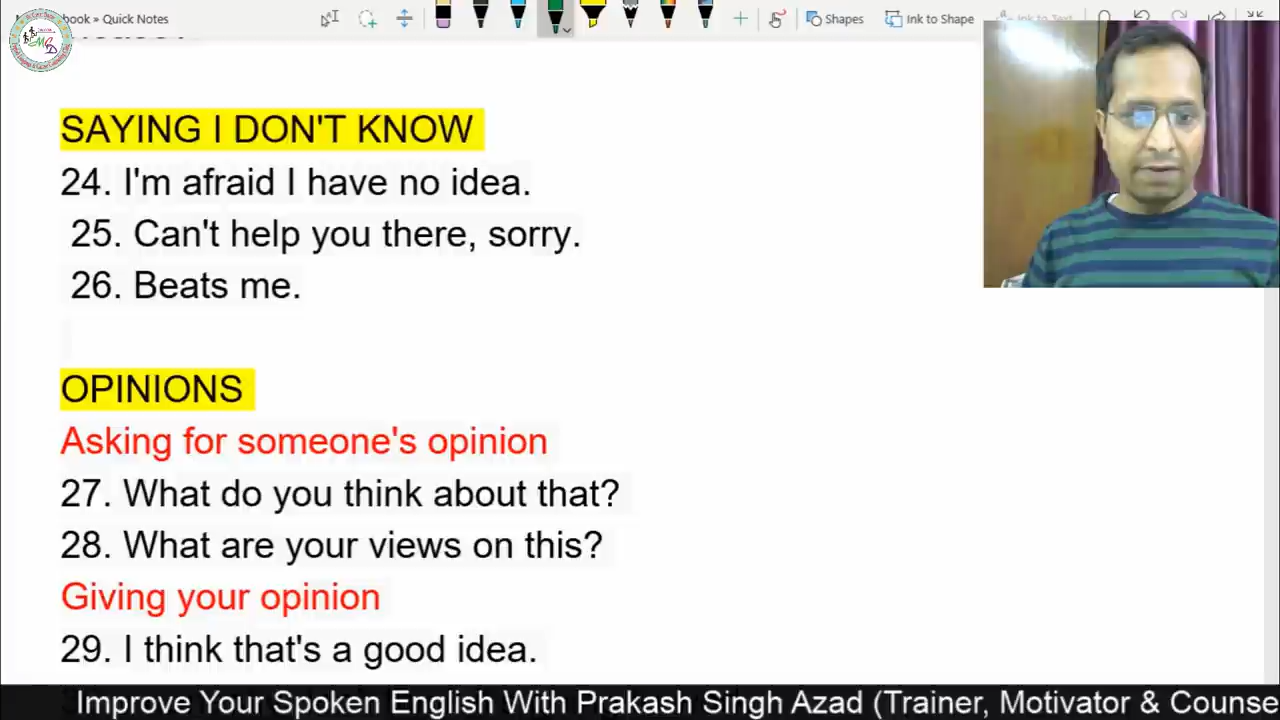 book » Quick Notes
Shapes
Ink to Shape
Ink to Text
SAYING I DON'T KNOW
24. I'm afraid I have no idea.
25. Can't help you there, sorry.
26. Beats me.
OPINIONS
Asking for someone's opinion
27. What do you think about that?
28. What are your views on this?
Giving your opinion
29. I think that's a good idea.
Improve Your Spoken English With Prakash Singh Azad (Trainer, Motivator & Counse